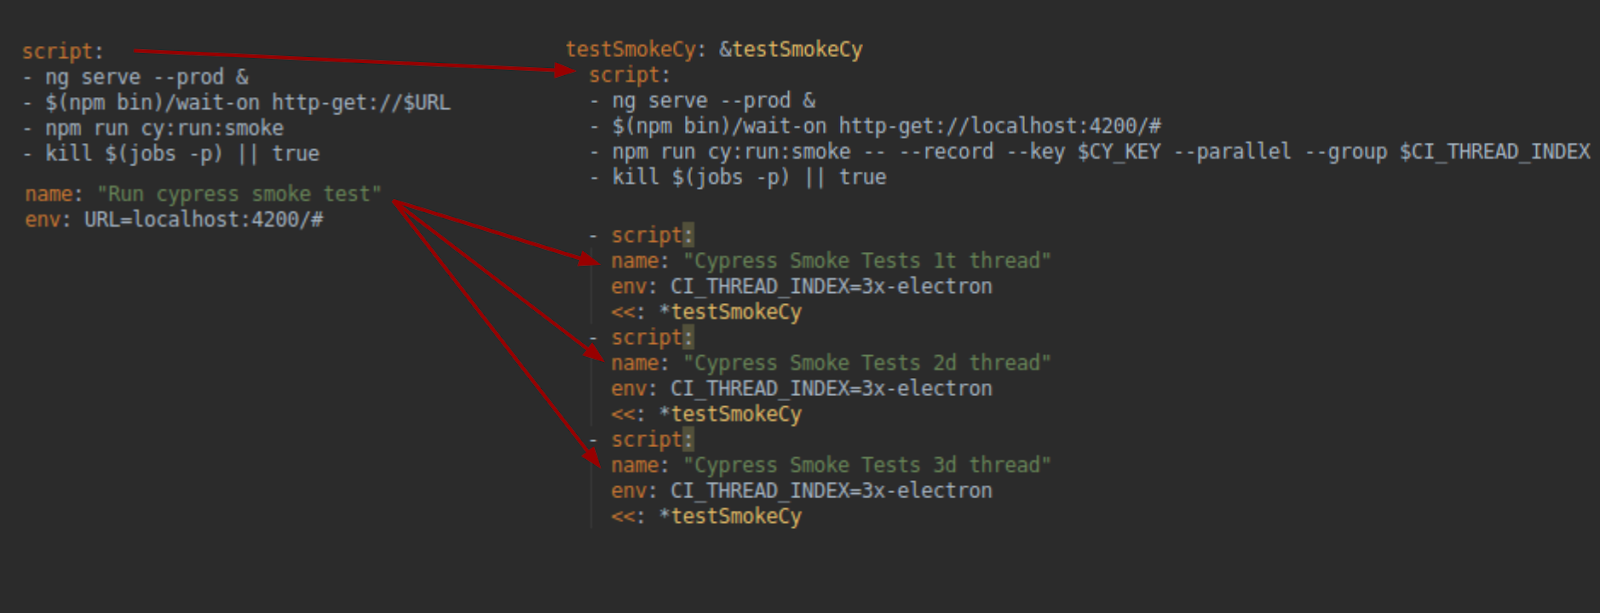 script:
- ng serve --prod &
- $(npm bin)/wait-on http-get://$URL
- npm run cy:run:smoke
- kill $(jobs -p) || true
name: "Run cypress smoke test"
env: URL=localhost:4200/#
testSmokeCy: &testSmokeCy
script:
- ng serve --prod &
- $(npm bin)/wait-on http-get://localhost:4200/#
- npm run cy:run:smoke -- --record --key $CY_KEY --parallel --group $CI_THREAD_INDEX
- kill $(jobs -p) || true
- script:
name: "Cypress Smoke Tests 1t thread"
env: CI_THREAD_INDEX=3x-electron
<<: *testSmokeCy
- script:
name: "Cypress Smoke Tests 2d thread"
env: CI_THREAD_INDEX=3x-electron
<<: *testSmokeCy
- script:
name: "Cypress Smoke Tests 3d thread"
env: CI_THREAD_INDEX=3x-electron
<<: *testSmokeCy